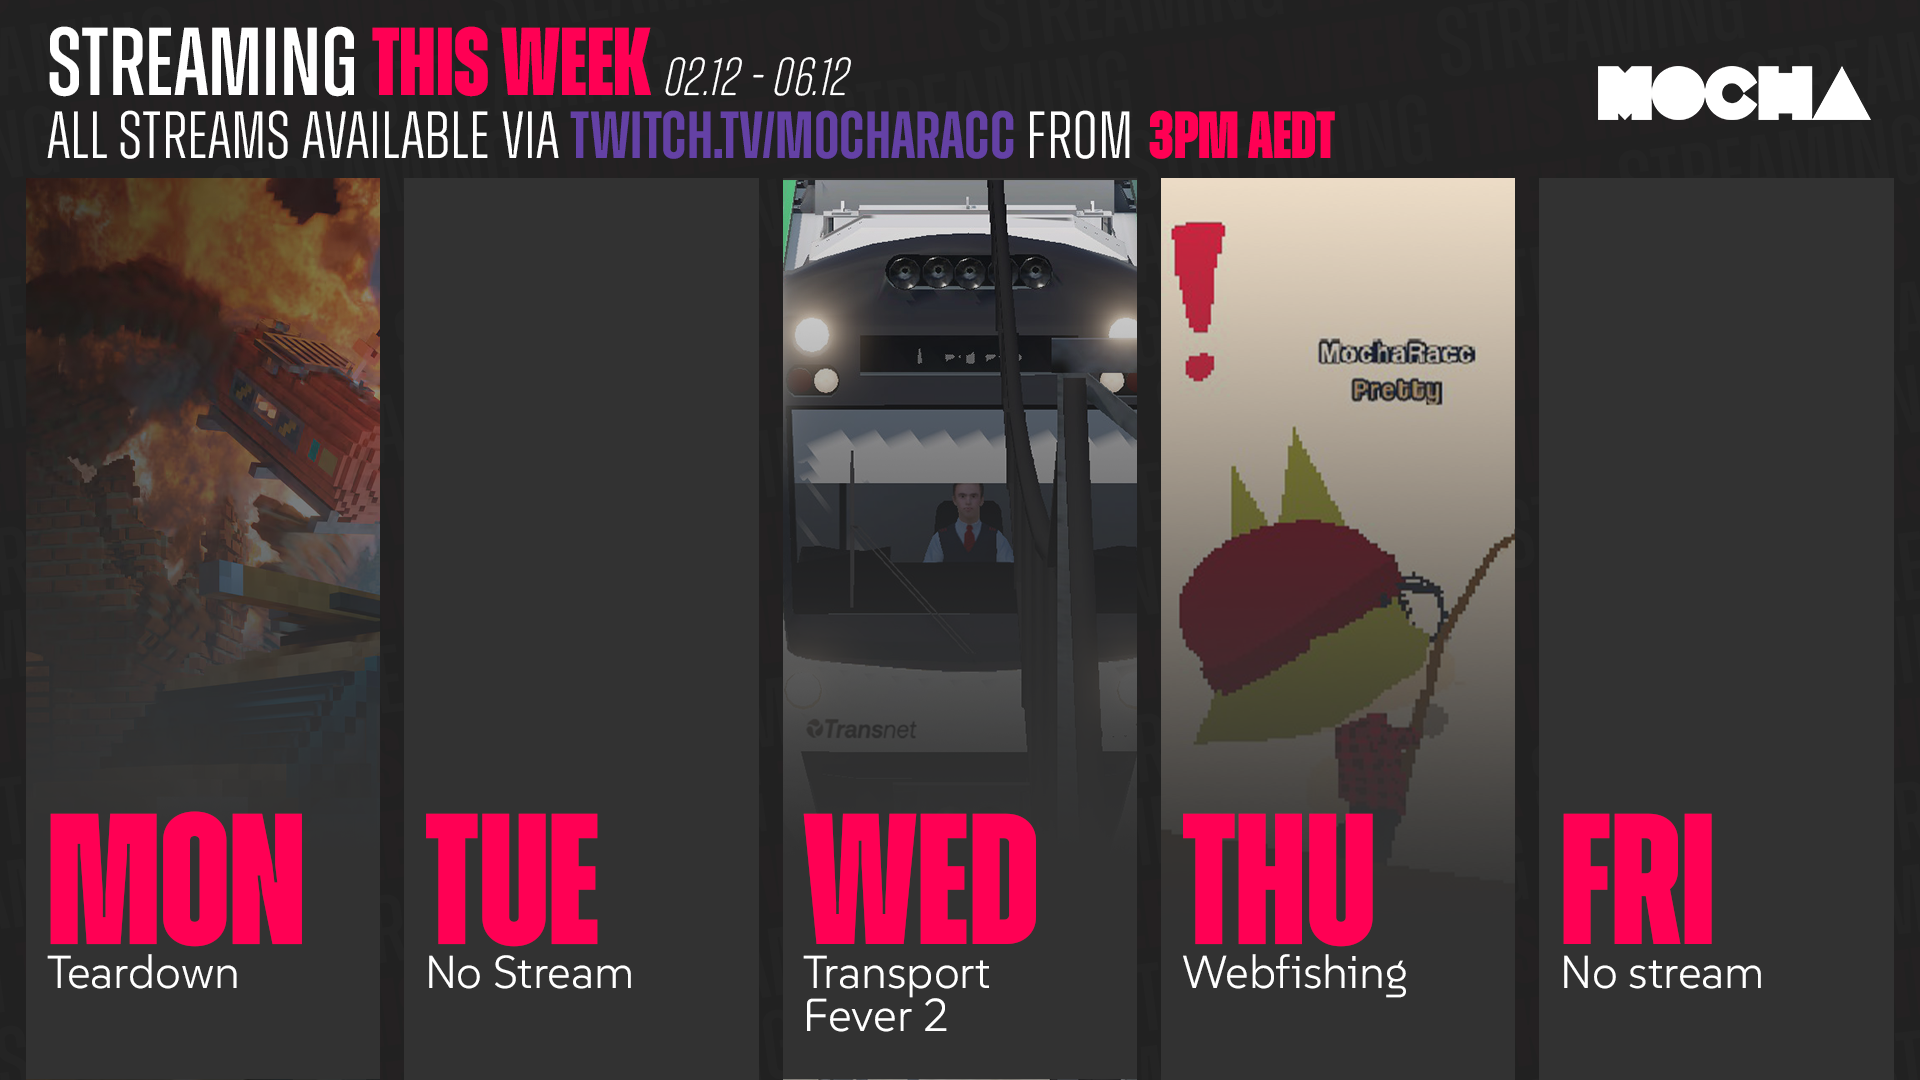 STREAMING THIS WEEK 02.12 - 06.12
MOCHA
ALL STREAMS AVAILABLE VIA TWITCH.TV/MOCHARACC FROM 3PM AEDT
MochaRacc
Pretty
Transnet
MON
Teardown
TUE
No Stream
WED
Transport
Fever 2
THU
Webfishing
FRI
No stream